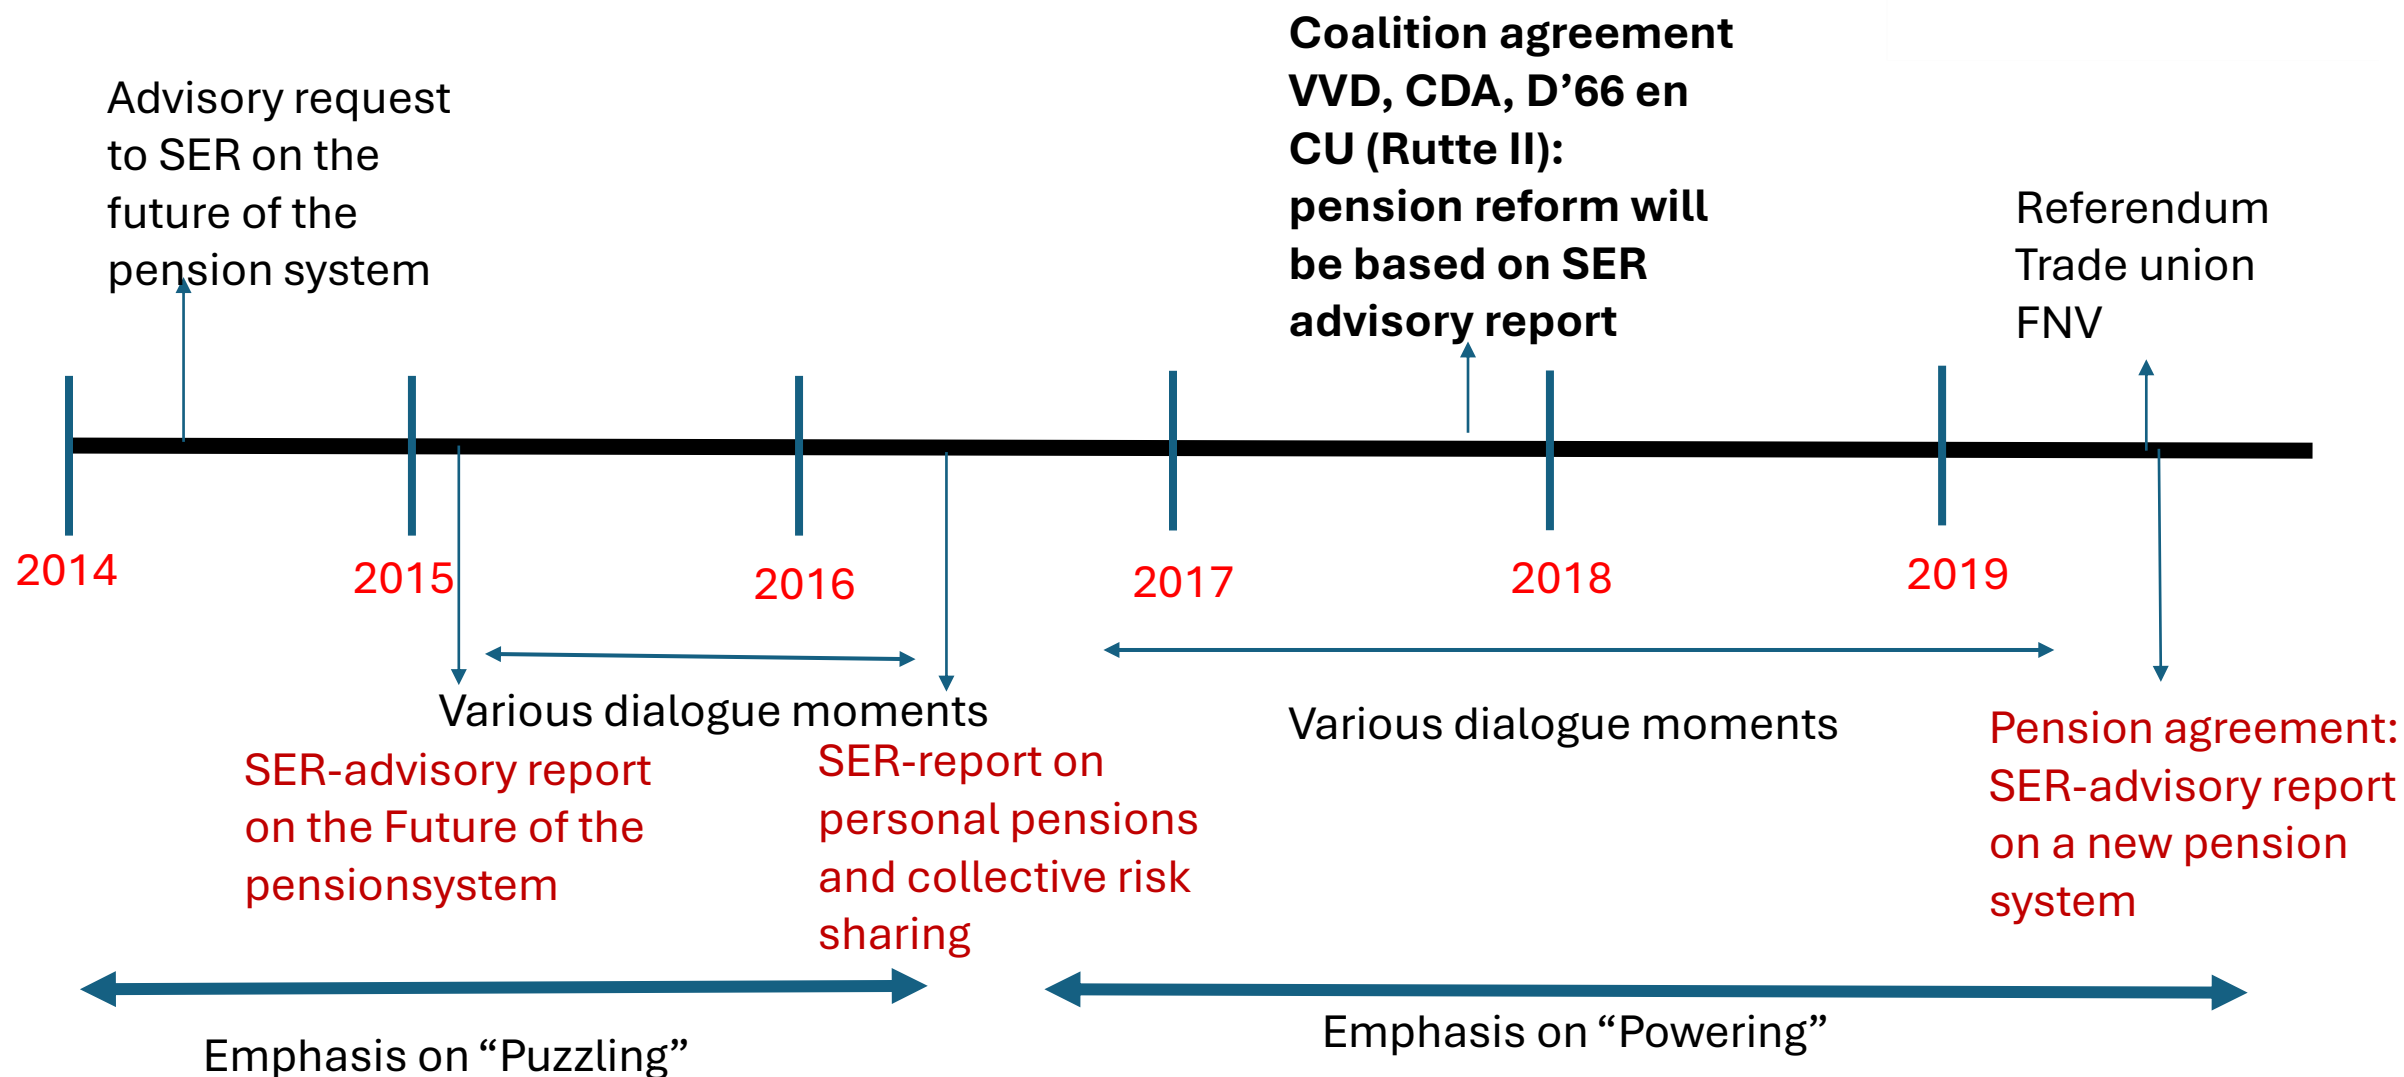 Coalition agreement
VVD, CDA, D’66 en
CU (Rutte II):
pension reform will
be based on SER
advisory report
Advisory request
to SER on the
future of the
pension system
Referendum
Trade union
FNV
2014
2015
2016
2017
2018
2019
Various dialogue moments
Various dialogue moments
SER-advisory report
on the Future of the
pensionsystem
SER-report on
personal pensions
and collective risk
sharing
Pension agreement:
SER-advisory report
on a new pension
system
Emphasis on “Puzzling”
Emphasis on “Powering”